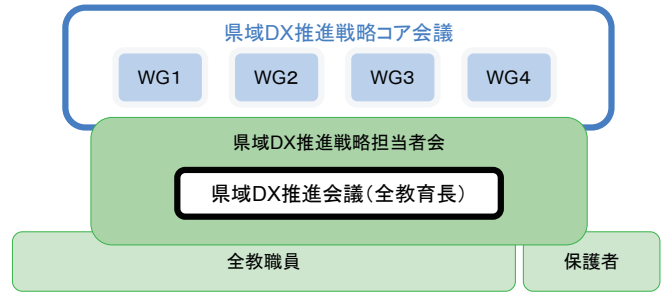 県域DX推進戦略コア会議
WG1
WG2
WG3
WG4
県域DX推進戦略担当者会
県域DX推進会議（全教育長）
全教職員
保護者